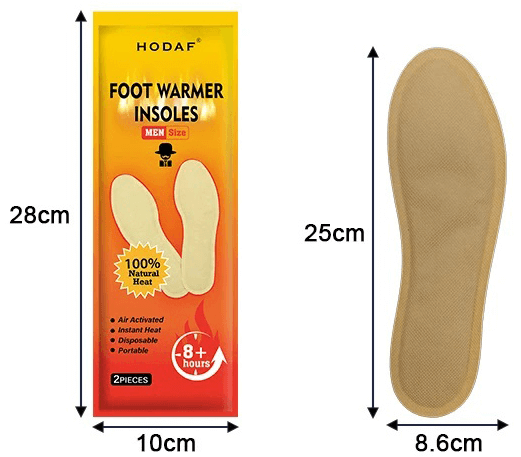 HODAF®
FOOT WARMER
INSOLES
MEN Size
100%
Natural
Heat
• Air Activated
• Instant Heat
• Disposable
• Portable
8+
hours
2PIECES
28cm
10cm
25cm
8.6cm